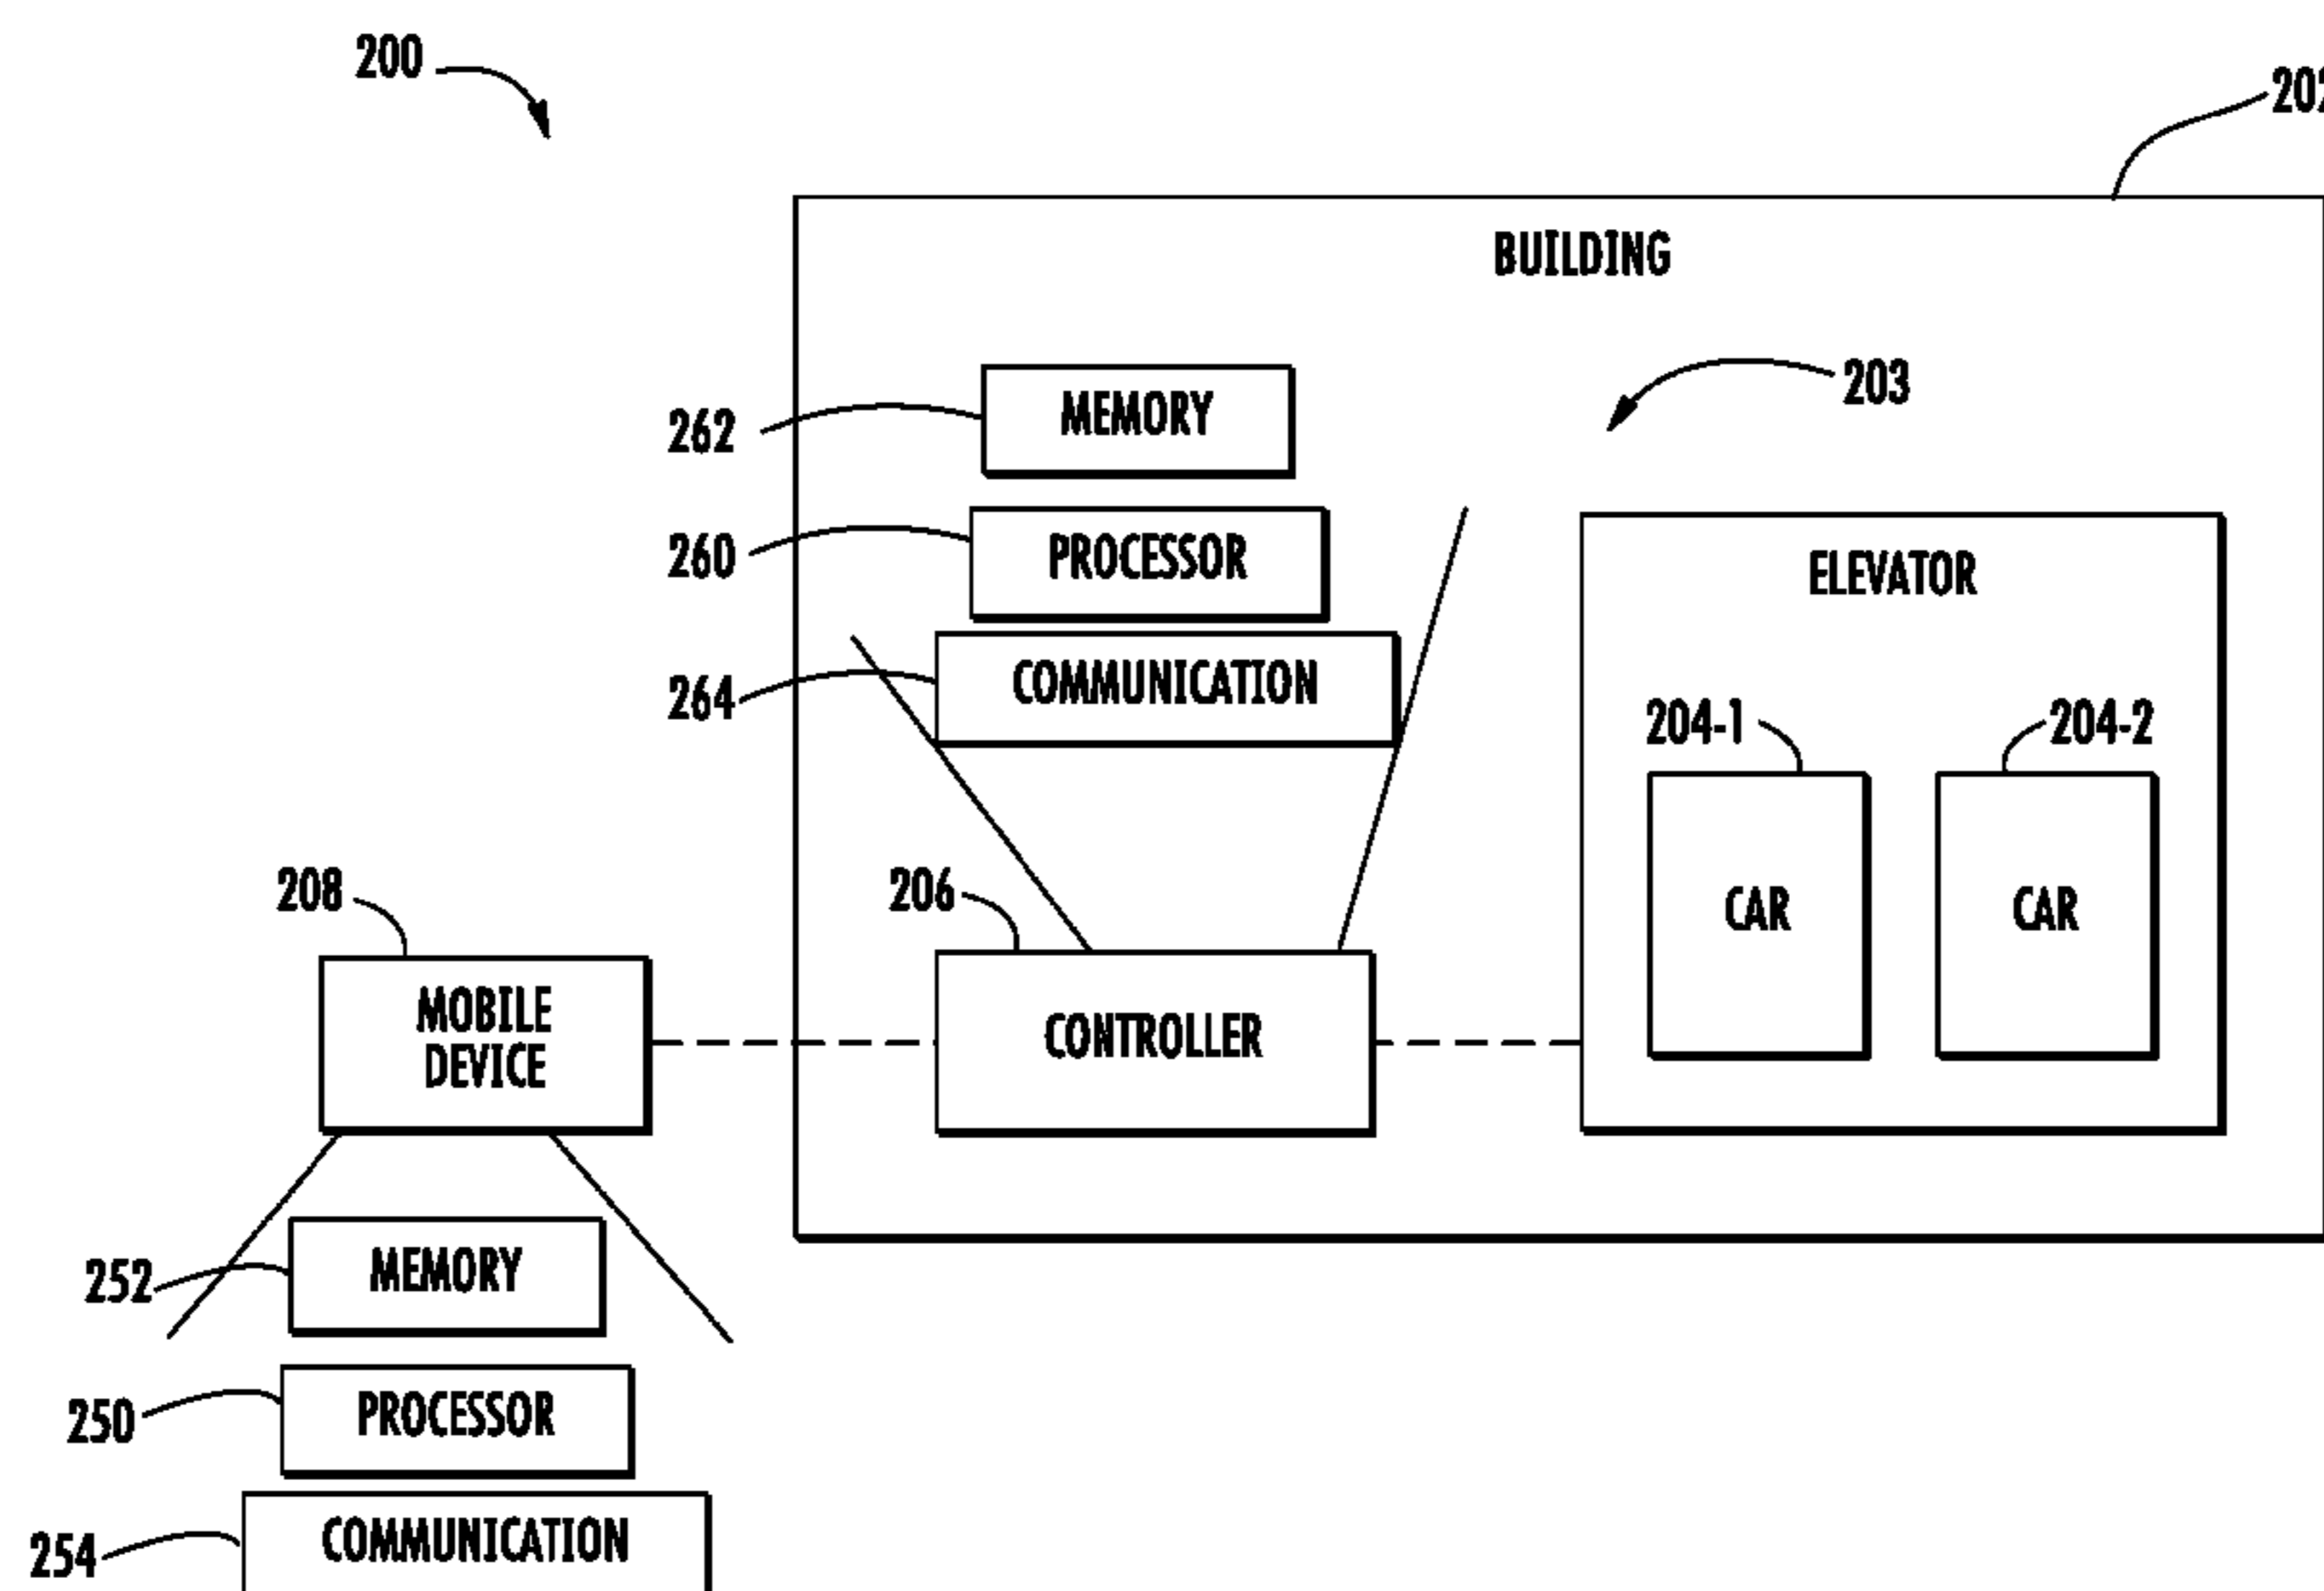 200
202
BUILDING
203
262
MEMORY
260
PROCESSOR
264
COMMUNICATION
ELEVATOR
204-1
204-2
CAR
CAR
208
206
MOBILE
DEVICE
CONTROLLER
252
MEMORY
250
PROCESSOR
254
COMMUNICATION